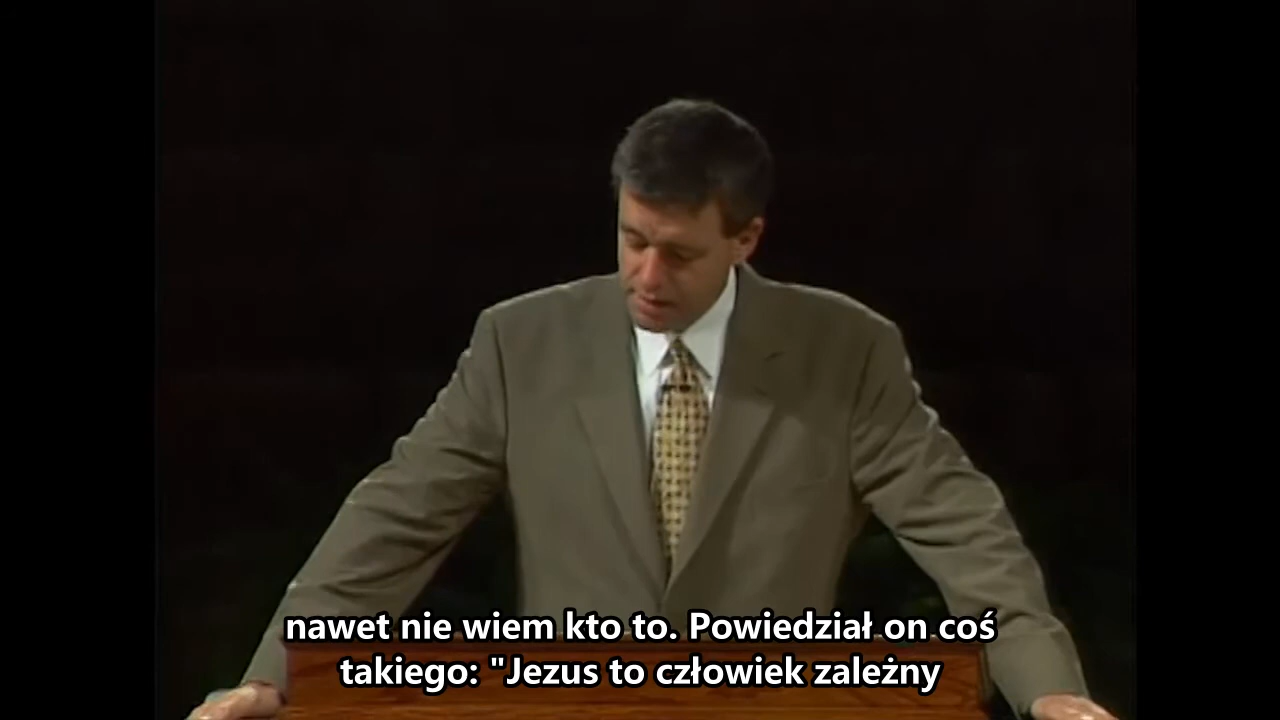 nawet nie wiem kto to. Powiedział on coś
takiego: "Jezus to człowiek zależny